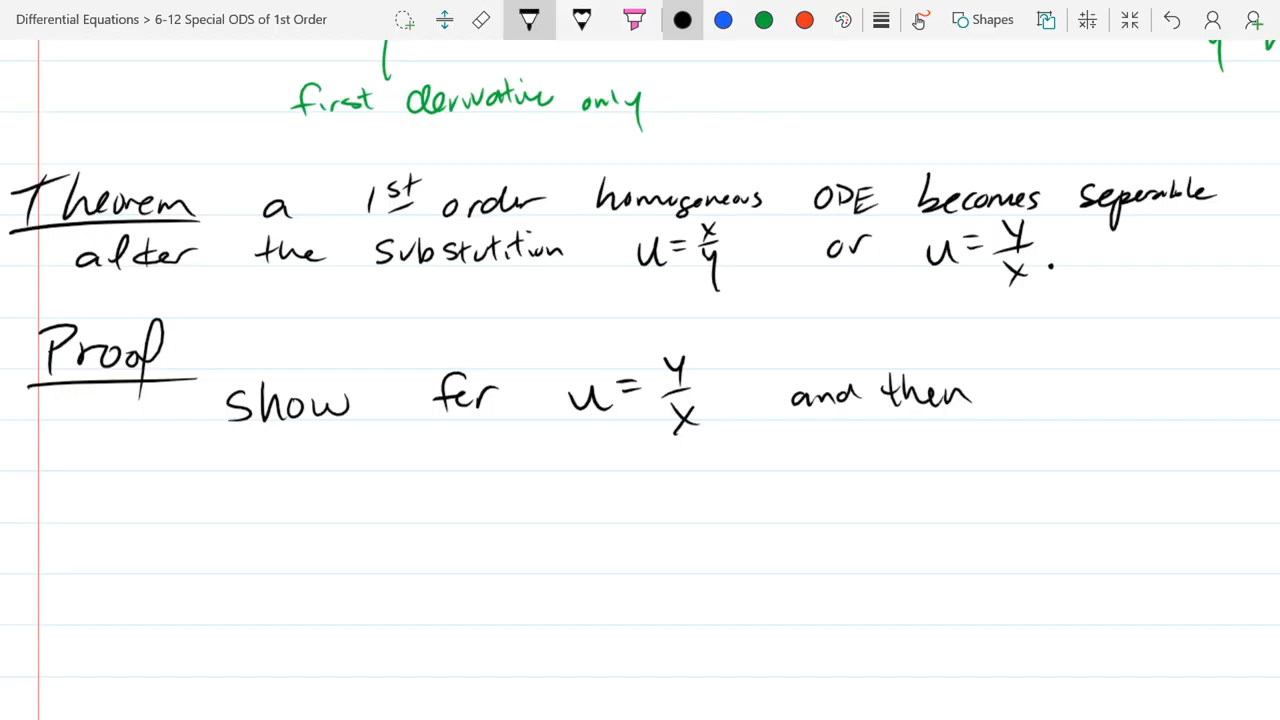 Differential Equations > 6-12 Special ODS of 1st Order
Shapes
first derivative only
Theorem a 1st order homogeneous ODE becomes seperable
after the substitution u = x/y or u = y/x.
Proof
show for u = y/x and then